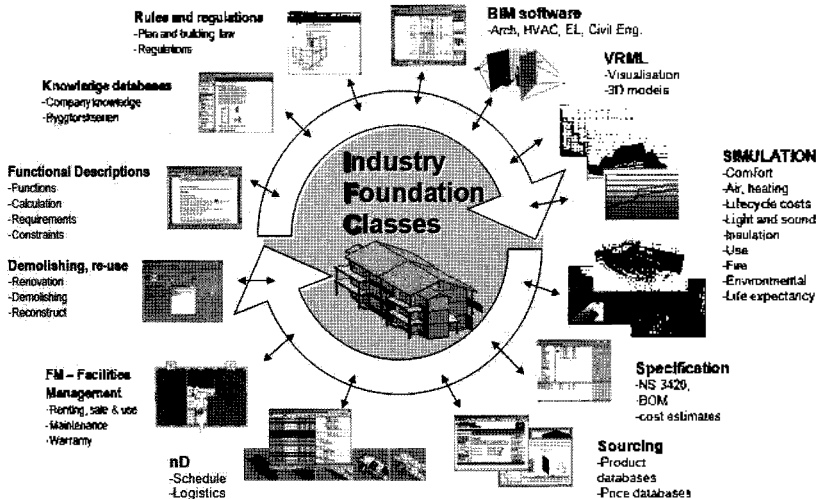 Rules and regulations
-Plan and building law
-Regulations
BIM software
-Arch, HVAC, EL, Civil Eng.
VRML
-Visualisation
-3D models
Knowledge databases
-Company knowledge
-Byggforskserien
SIMULATION
-Comfort
-Air, heating
-Lifecycle costs
-Light and sound
-Insulation
-Use
-Fire
-Environmental
-Life expectancy
Industry
Foundation
Classes
Functional Descriptions
-Functions
-Calculation
-Requirements
-Constraints
Demolishing, re-use
-Renovation
-Demolishing
-Reconstruct
FM – Facilities
Management
-Renting, sale & use
-Maintenance
-Warranty
nD
-Schedule
-Logistics
Specification
-NS 3420,
-BOM
-cost estimates
Sourcing
-Product
databases
-Price databases